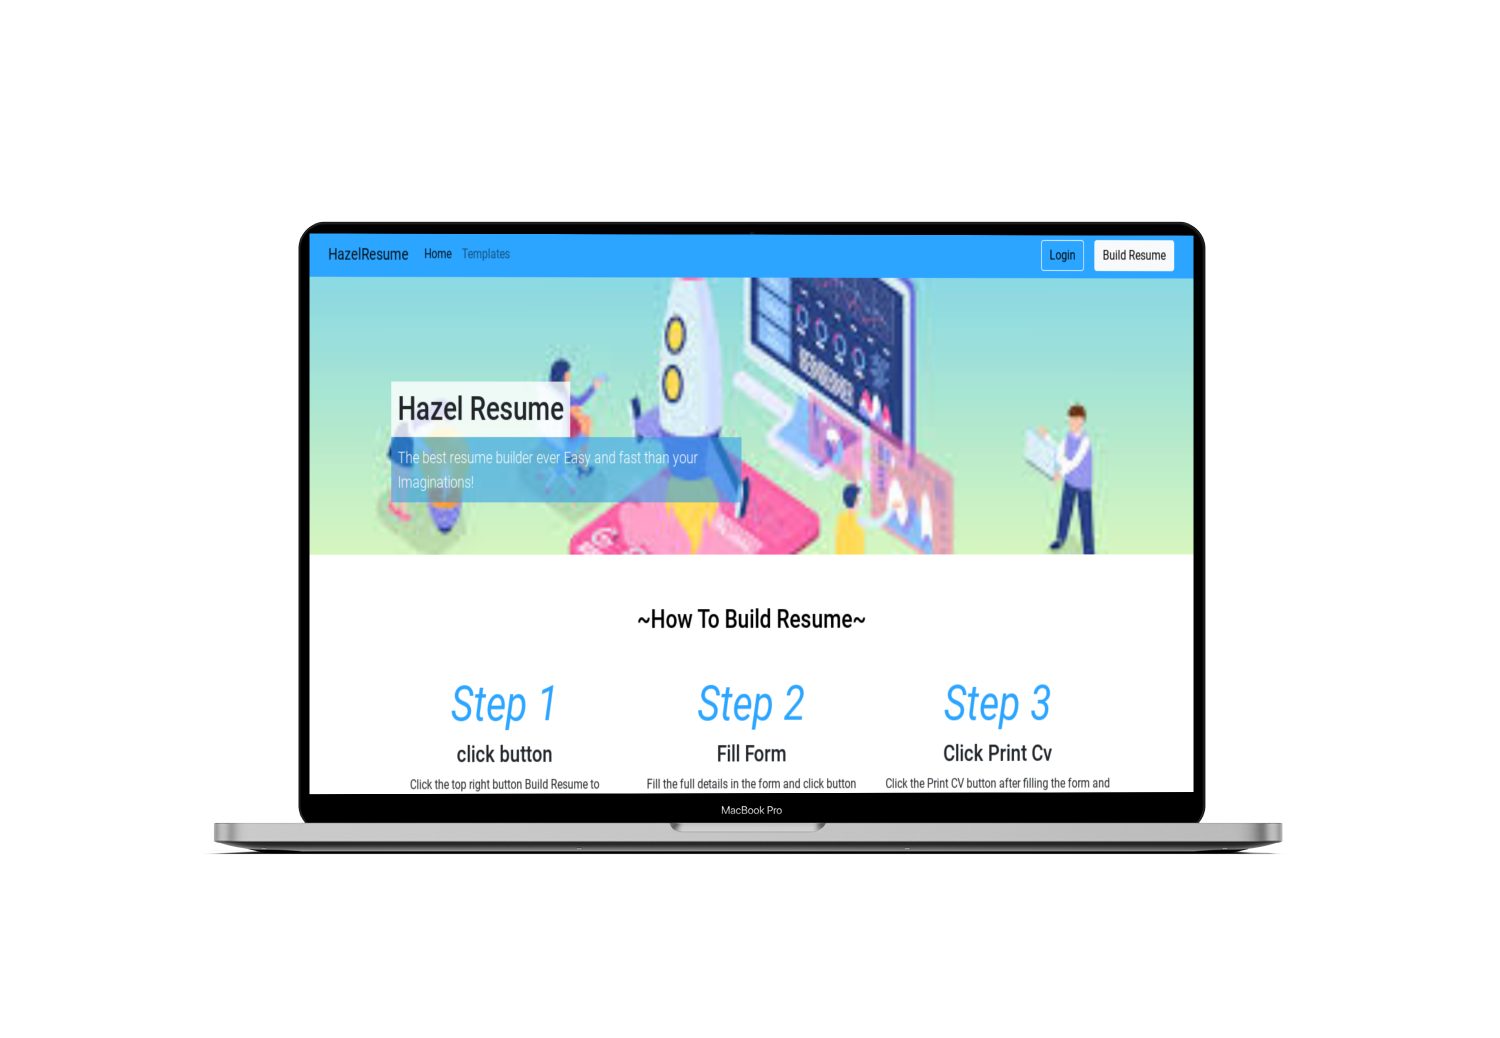 HazelResume Home Templates Login Build Resume
Hazel Resume
The best resume builder ever Easy and fast than your
Imaginations!
~How To Build Resume~
Step 1 Step 2 Step 3
click button Fill Form Click Print Cv
Click the top right button Build Resume to Fill the full details in the form and click button Click the Print CV button after filling the form and
MacBook Pro